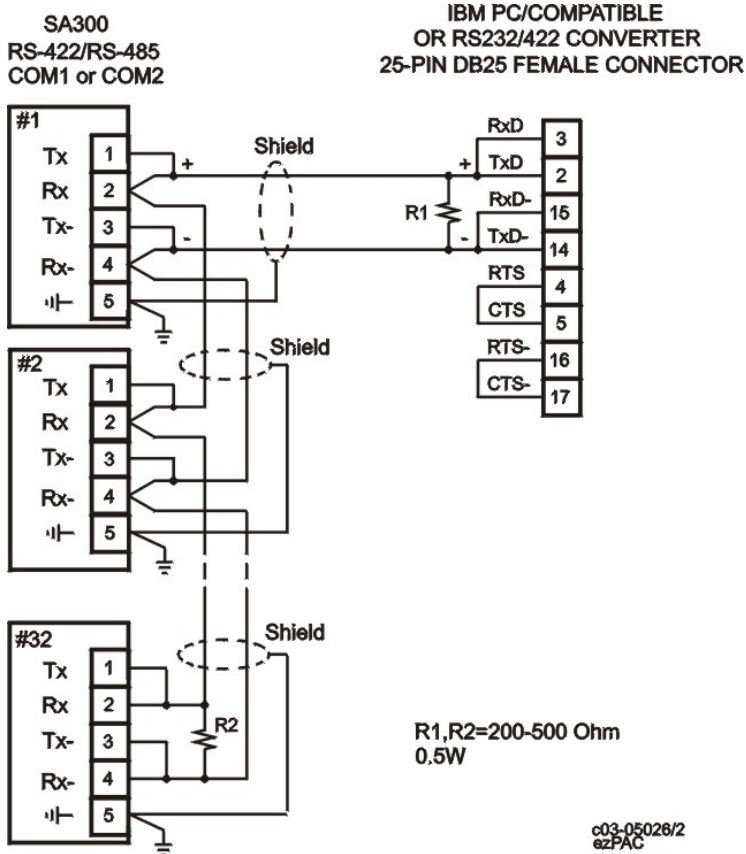 SA300
RS-422/RS-485
COM1 or COM2
IBM PC/COMPATIBLE
OR RS232/422 CONVERTER
25-PIN DB25 FEMALE CONNECTOR
#1
Tx 1
Rx 2
Tx- 3
Rx- 4
5
Shield
+
-
R1
+
-
RxD 3
TxD 2
RxD- 15
TxD- 14
RTS 4
CTS 5
RTS- 16
CTS- 17
#2
Tx 1
Rx 2
Tx- 3
Rx- 4
5
Shield
#32
Tx 1
Rx 2
Tx- 3
Rx- 4
5
Shield
R2
R1,R2=200-500 Ohm
0.5W
c03-05026/2
ezPAC